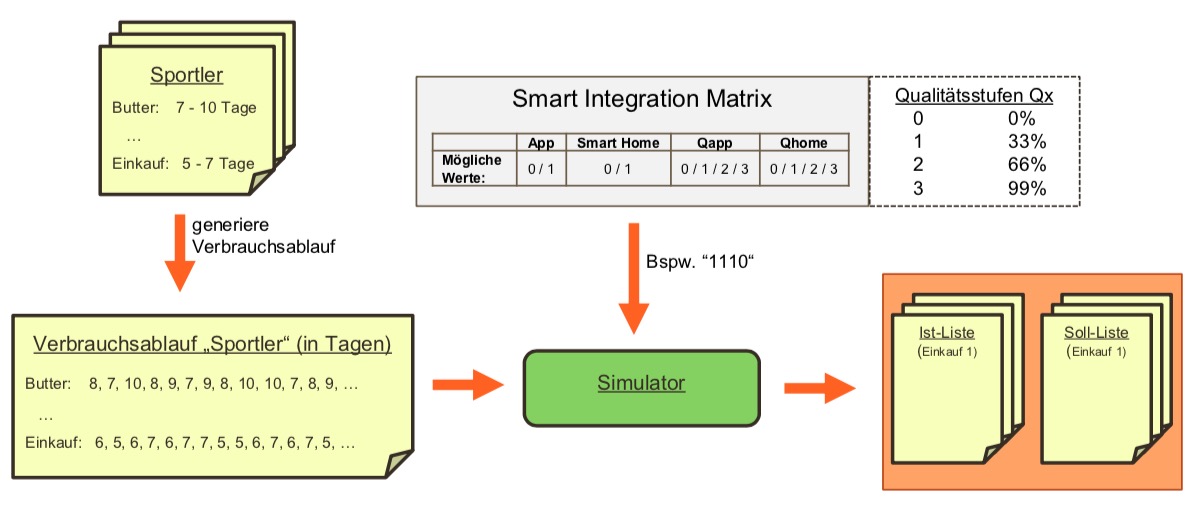 Sportler
Butter: 7 - 10 Tage
...
Einkauf: 5 - 7 Tage
generiere
Verbrauchsablauf
Smart Integration Matrix
App Smart Home Qapp Qhome
Mögliche
Werte: 0 / 1 0 / 1 0 / 1 / 2 / 3 0 / 1 / 2 / 3
Qualitätsstufen Qx
0 0%
1 33%
2 66%
3 99%
Bspw. “1110“
Verbrauchsablauf „Sportler“ (in Tagen)
Butter: 8, 7, 10, 8, 9, 7, 9, 8, 10, 10, 7, 8, 9, ...
...
Einkauf: 6, 5, 6, 7, 6, 7, 7, 5, 5, 6, 7, 6, 7, 5, ...
Simulator
Ist-Liste
(Einkauf 1)
Soll-Liste
(Einkauf 1)